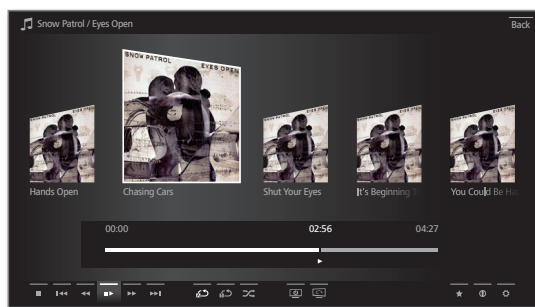 Snow Patrol / Eyes Open
Back
SNOW PATROL
EYES OPEN
Hands Open
Chasing Cars
Shut Your Eyes
It's Beginning
You Could Be
00:00
02:56
04:27